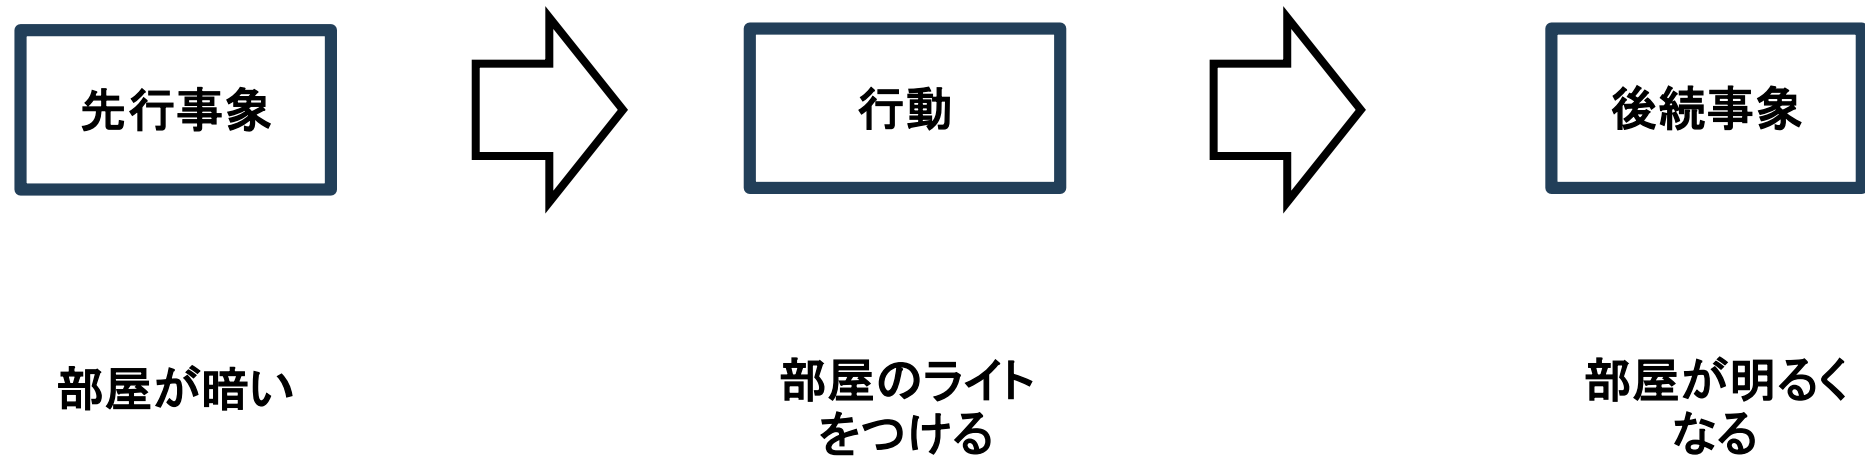 先行事象
行動
後続事象
部屋が暗い
部屋のライト
をつける
部屋が明るく
なる